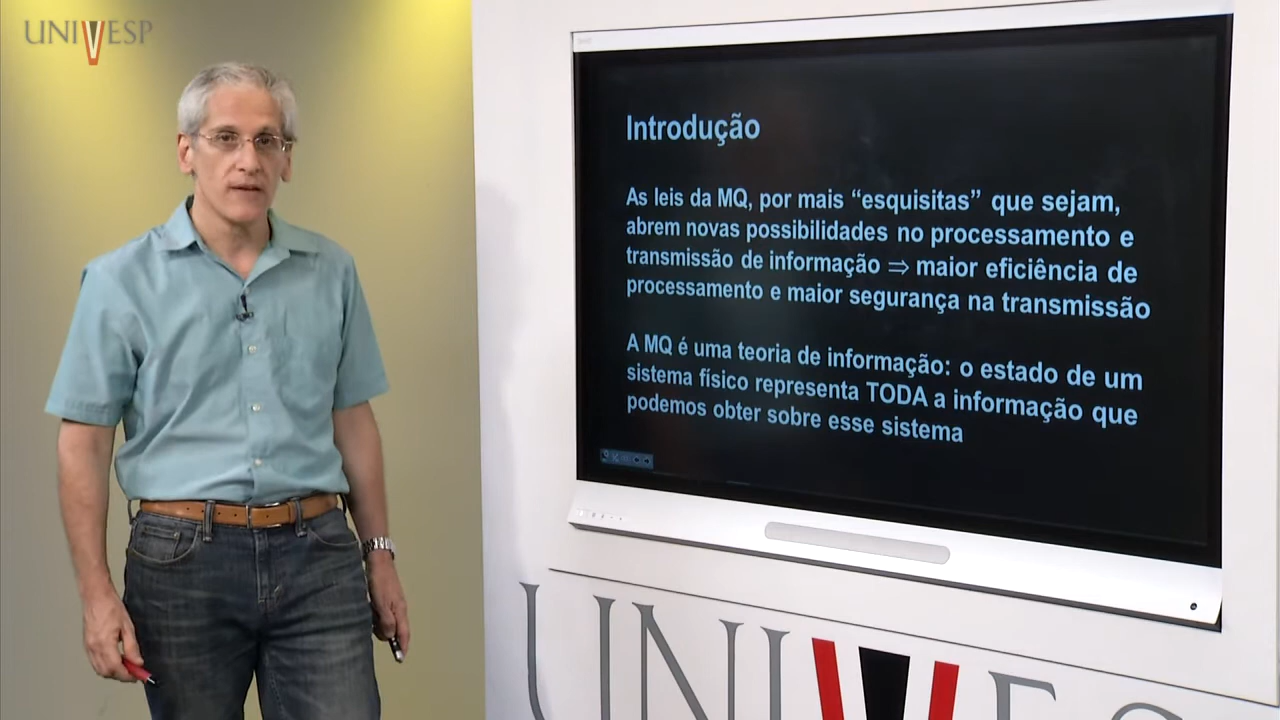 UNIVESP
Introdução
As leis da MQ, por mais “esquisitas” que sejam,
abrem novas possibilidades no processamento e
transmissão de informação ⇒ maior eficiência de
processamento e maior segurança na transmissão
A MQ é uma teoria de informação: o estado de um
sistema físico representa TODA a informação que
podemos obter sobre esse sistema
UNIVESP